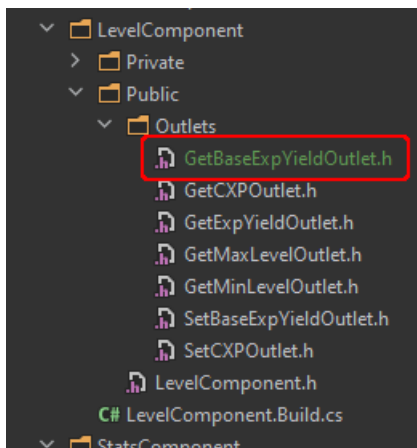 LevelComponent
Private
Public
Outlets
.h GetBaseExpYieldOutlet.h
.h GetCXPOutlet.h
.h GetExpYieldOutlet.h
.h GetMaxLevelOutlet.h
.h GetMinLevelOutlet.h
.h SetBaseExpYieldOutlet.h
.h SetCXPOutlet.h
.h LevelComponent.h
C# LevelComponent.Build.cs
StatsComponent